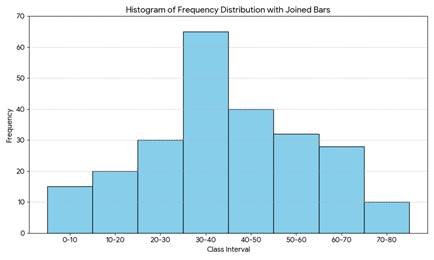 Histogram of Frequency Distribution with Joined Bars
70
60
50
40
30
20
10
0
Frequency
0-10 10-20 20-30 30-40 40-50 50-60 60-70 70-80
Class Interval